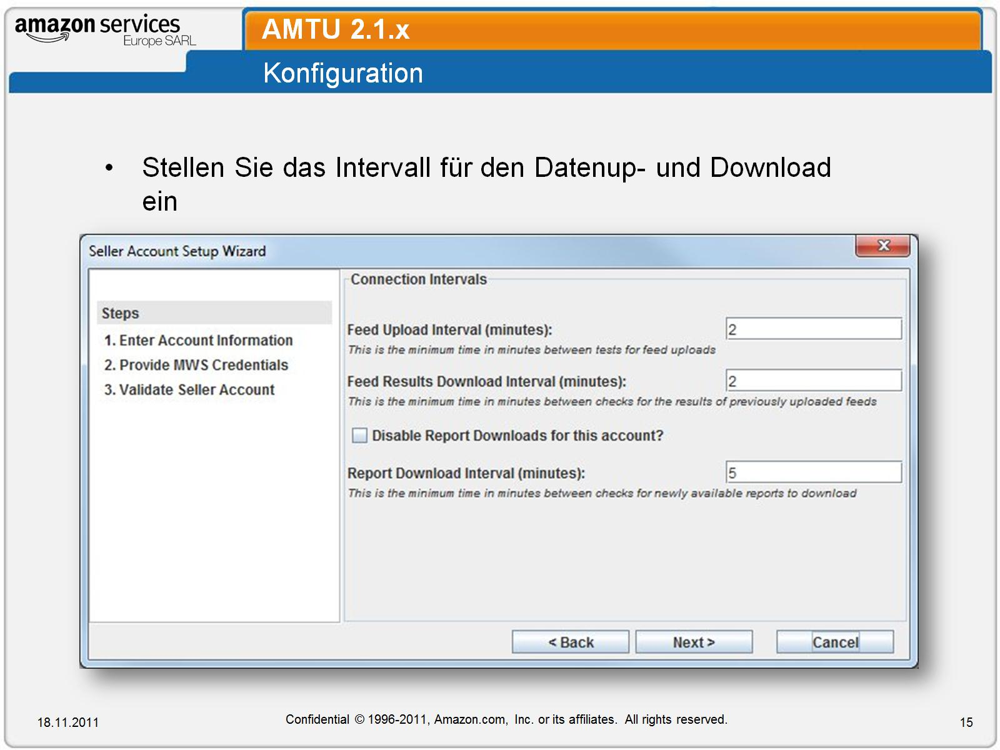 amazon services
Europe SARL
AMTU 2.1.x
Konfiguration
• Stellen Sie das Intervall für den Datenup- und Download
ein
Seller Account Setup Wizard
x
Connection Intervals
Steps
1. Enter Account Information
2. Provide MWS Credentials
3. Validate Seller Account
Feed Upload Interval (minutes): 2
This is the minimum time in minutes between tests for feed uploads
Feed Results Download Interval (minutes): 2
This is the minimum time in minutes between checks for the results of previously uploaded feeds
Disable Report Downloads for this account?
Report Download Interval (minutes): 5
This is the minimum time in minutes between checks for newly available reports to download
< Back Next > Cancel
18.11.2011 Confidential © 1996-2011, Amazon.com, Inc. or its affiliates. All rights reserved. 15